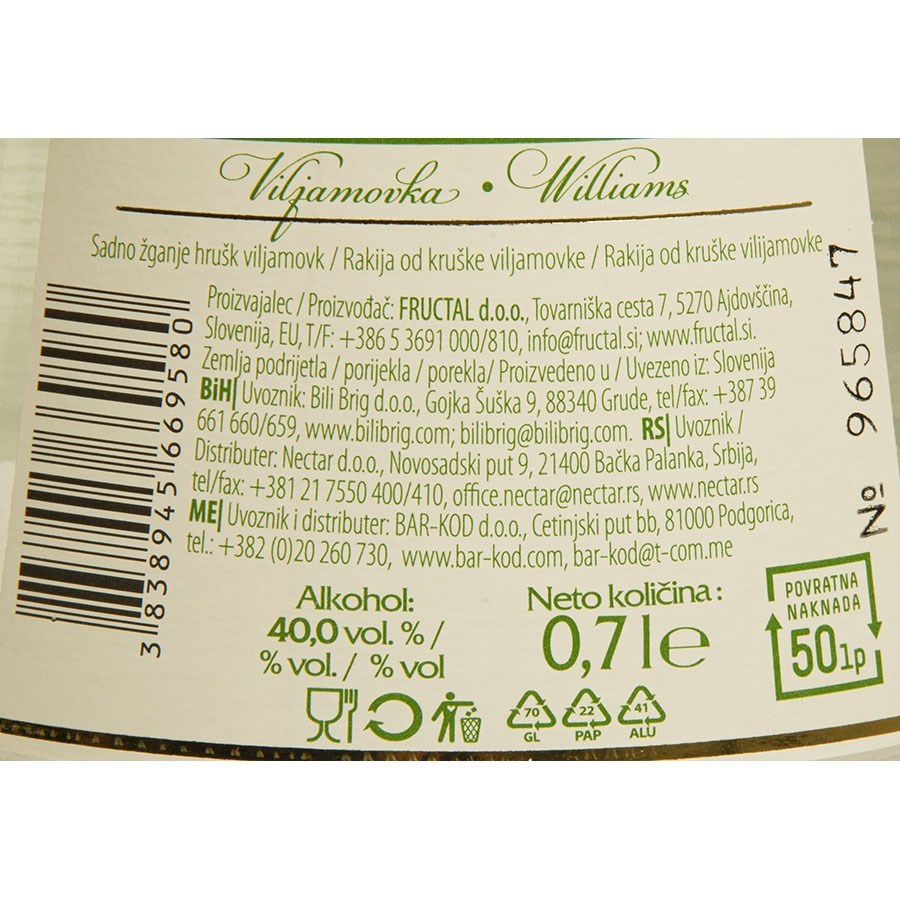 Viljamovka • Williams
Sadno žganje hrušk viljamovk / Rakija od kruške viljamovke / Rakija od kruške vilijamovke
Proizvajalec / Proizvođač: FRUCTAL d.o.o., Tovarniška cesta 7, 5270 Ajdovščina,
Slovenija, EU, T/F: +386 5 3691 000/810, info@fructal.si; www.fructal.si.
Zemlja podrijetla / porijekla / porekla/ Proizvedeno u / Uvezeno iz: Slovenija
BiH| Uvoznik: Bili Brig d.o.o., Gojka Šuška 9, 88340 Grude, tel/fax: +387 39
661 660/659, www.bilibrig.com; bilibrig@bilibrig.com. RS| Uvoznik /
Distributer: Nectar d.o.o., Novosadski put 9, 21400 Bačka Palanka, Srbija,
tel/fax: +381 21 7550 400/410, office.nectar@nectar.rs, www.nectar.rs
ME| Uvoznik i distributer: BAR-KOD d.o.o., Cetinjski put bb, 81000 Podgorica,
tel.: +382 (0)20 260 730, www.bar-kod.com, bar-kod@t-com.me
3838945669580
№ 965847
Alkohol:
40,0 vol. % /
% vol. / % vol
Neto količina:
0,7 l e
POVRATNA
NAKNADA
50 lp
70
GL
22
PAP
41
ALU